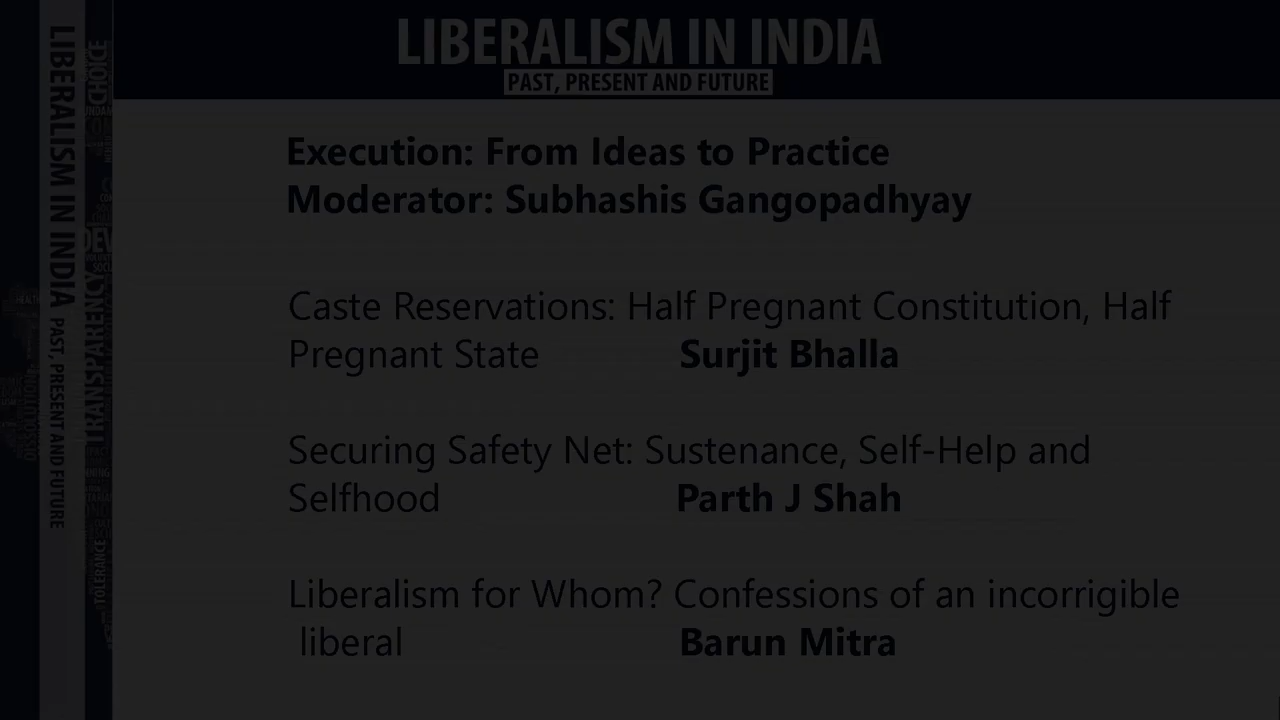 LIBERALISM IN INDIA
PAST, PRESENT AND FUTURE
LIBERALISM IN INDIA PAST, PRESENT AND FUTURE
CHOICE
TRANSPARENCY
TOLERANCE
Execution: From Ideas to Practice
Moderator: Subhashis Gangopadhyay
Caste Reservations: Half Pregnant Constitution, Half
Pregnant State Surjit Bhalla
Securing Safety Net: Sustenance, Self-Help and
Selfhood Parth J Shah
Liberalism for Whom? Confessions of an incorrigible
liberal Barun Mitra